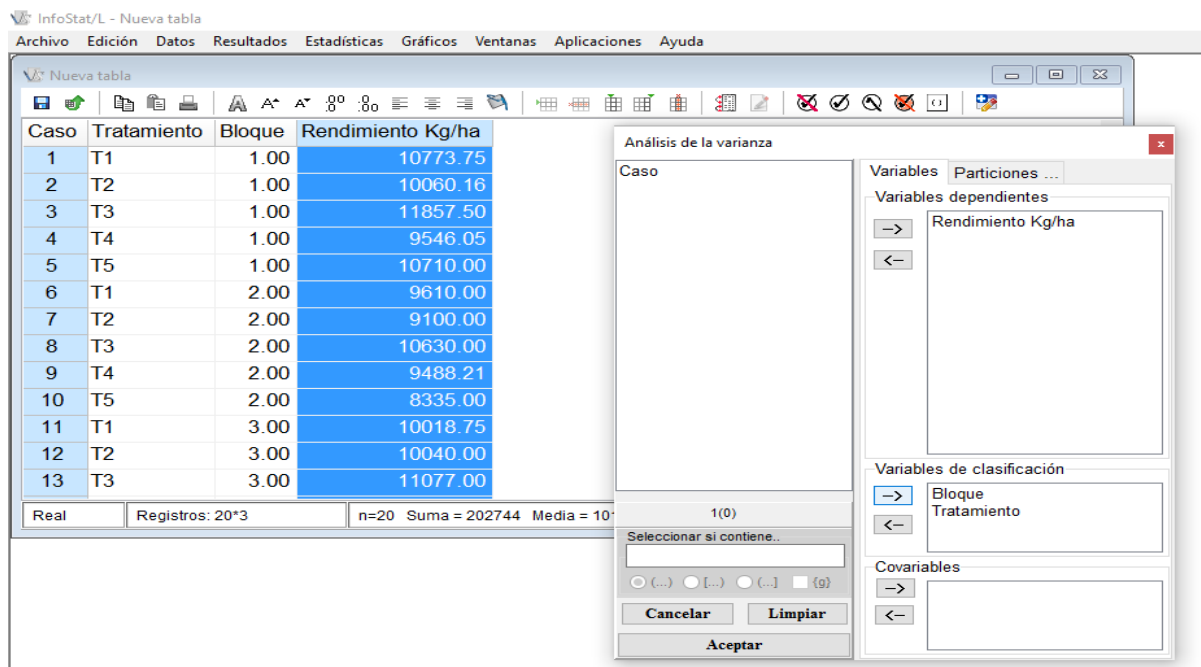 InfoStat/L - Nueva tabla
Archivo Edición Datos Resultados Estadísticas Gráficos Ventanas Aplicaciones Ayuda
Nueva tabla
Caso Tratamiento Bloque Rendimiento Kg/ha
1 T1 1.00 10773.75
2 T2 1.00 10060.16
3 T3 1.00 11857.50
4 T4 1.00 9546.05
5 T5 1.00 10710.00
6 T1 2.00 9610.00
7 T2 2.00 9100.00
8 T3 2.00 10630.00
9 T4 2.00 9488.21
10 T5 2.00 8335.00
11 T1 3.00 10018.75
12 T2 3.00 10040.00
13 T3 3.00 11077.00
Real Registros: 20*3 n=20 Suma = 202744 Media = 10
Análisis de la varianza
Caso
1(0)
Seleccionar si contiene..
(...) [...) (...] {g}
Cancelar Limpiar
Aceptar
Variables Particiones ...
Variables dependientes
-->
<--
Rendimiento Kg/ha
Variables de clasificación
-->
<--
Bloque
Tratamiento
Covariables
-->
<--